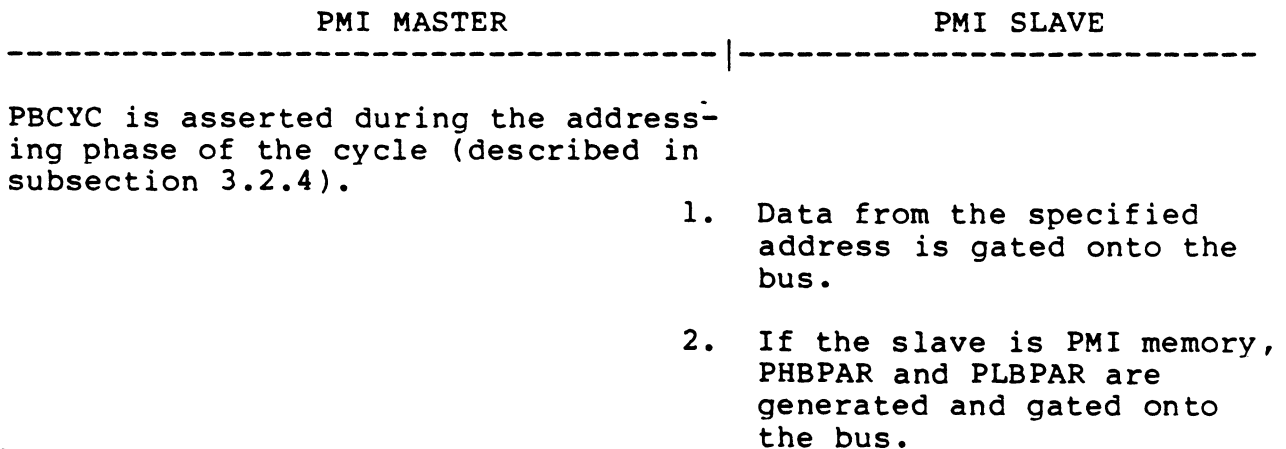 PMI MASTER PMI SLAVE
PBCYC is asserted during the address-
ing phase of the cycle (described in
subsection 3.2.4).
1. Data from the specified
address is gated onto the
bus.
2. If the slave is PMI memory,
PHBPAR and PLBPAR are
generated and gated onto
the bus.